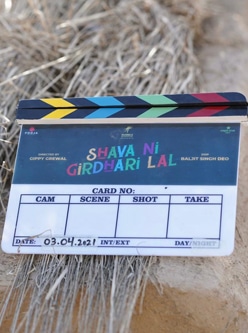 DIRECTED BY
GIPPY GREWAL
DOP
BALJIT SINGH DEO
SHAVA NI
GIRDHARI LAL
CARD NO:
CAM SCENE SHOT TAKE
DATE: 03.04.2021 INT/EXT DAY/NIGHT